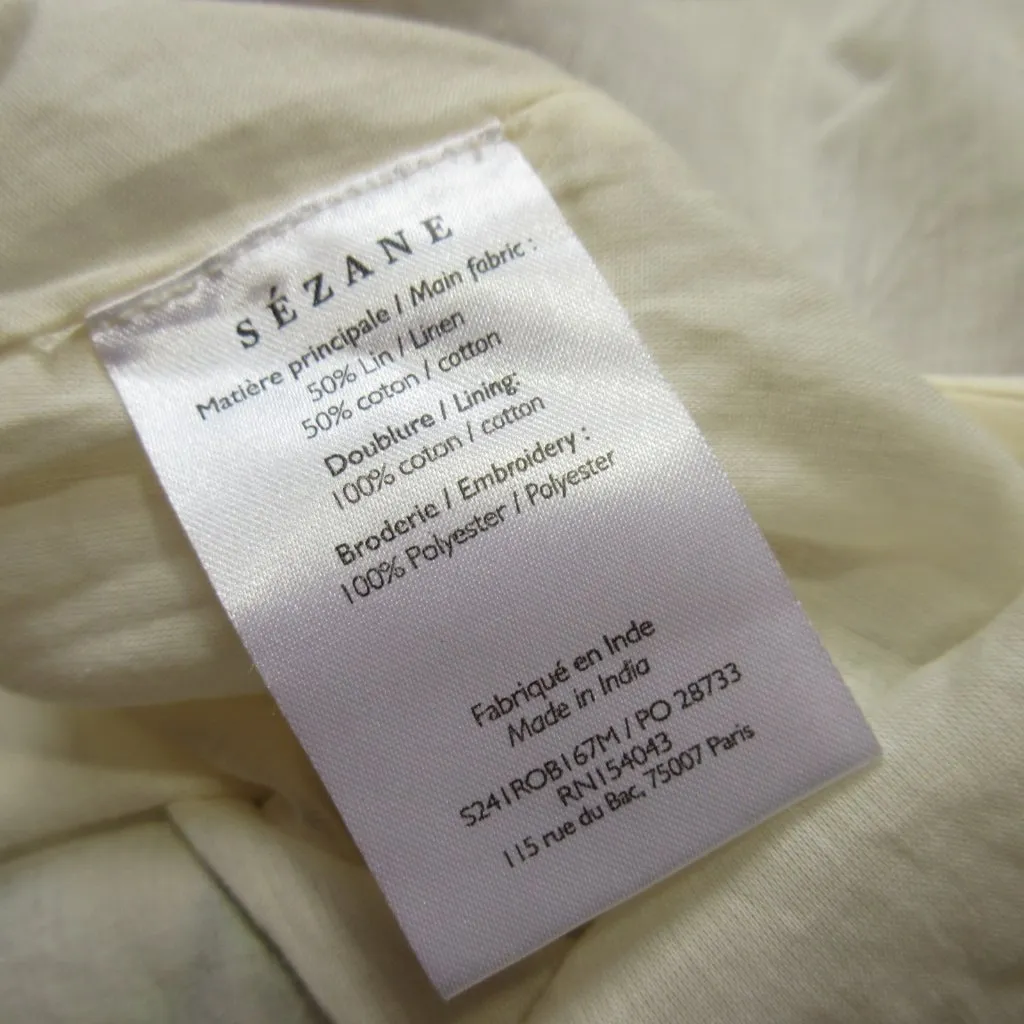 SÉZANE
Matière principale / Main fabric :
50% Lin / Linen
50% coton / cotton
Doublure / Lining:
100% coton / cotton
Broderie / Embroidery :
100% Polyester / Polyester
Fabriqué en Inde
Made in India
S241ROB167M / PO 28733
RN154043
115 rue du Bac, 75007 Paris